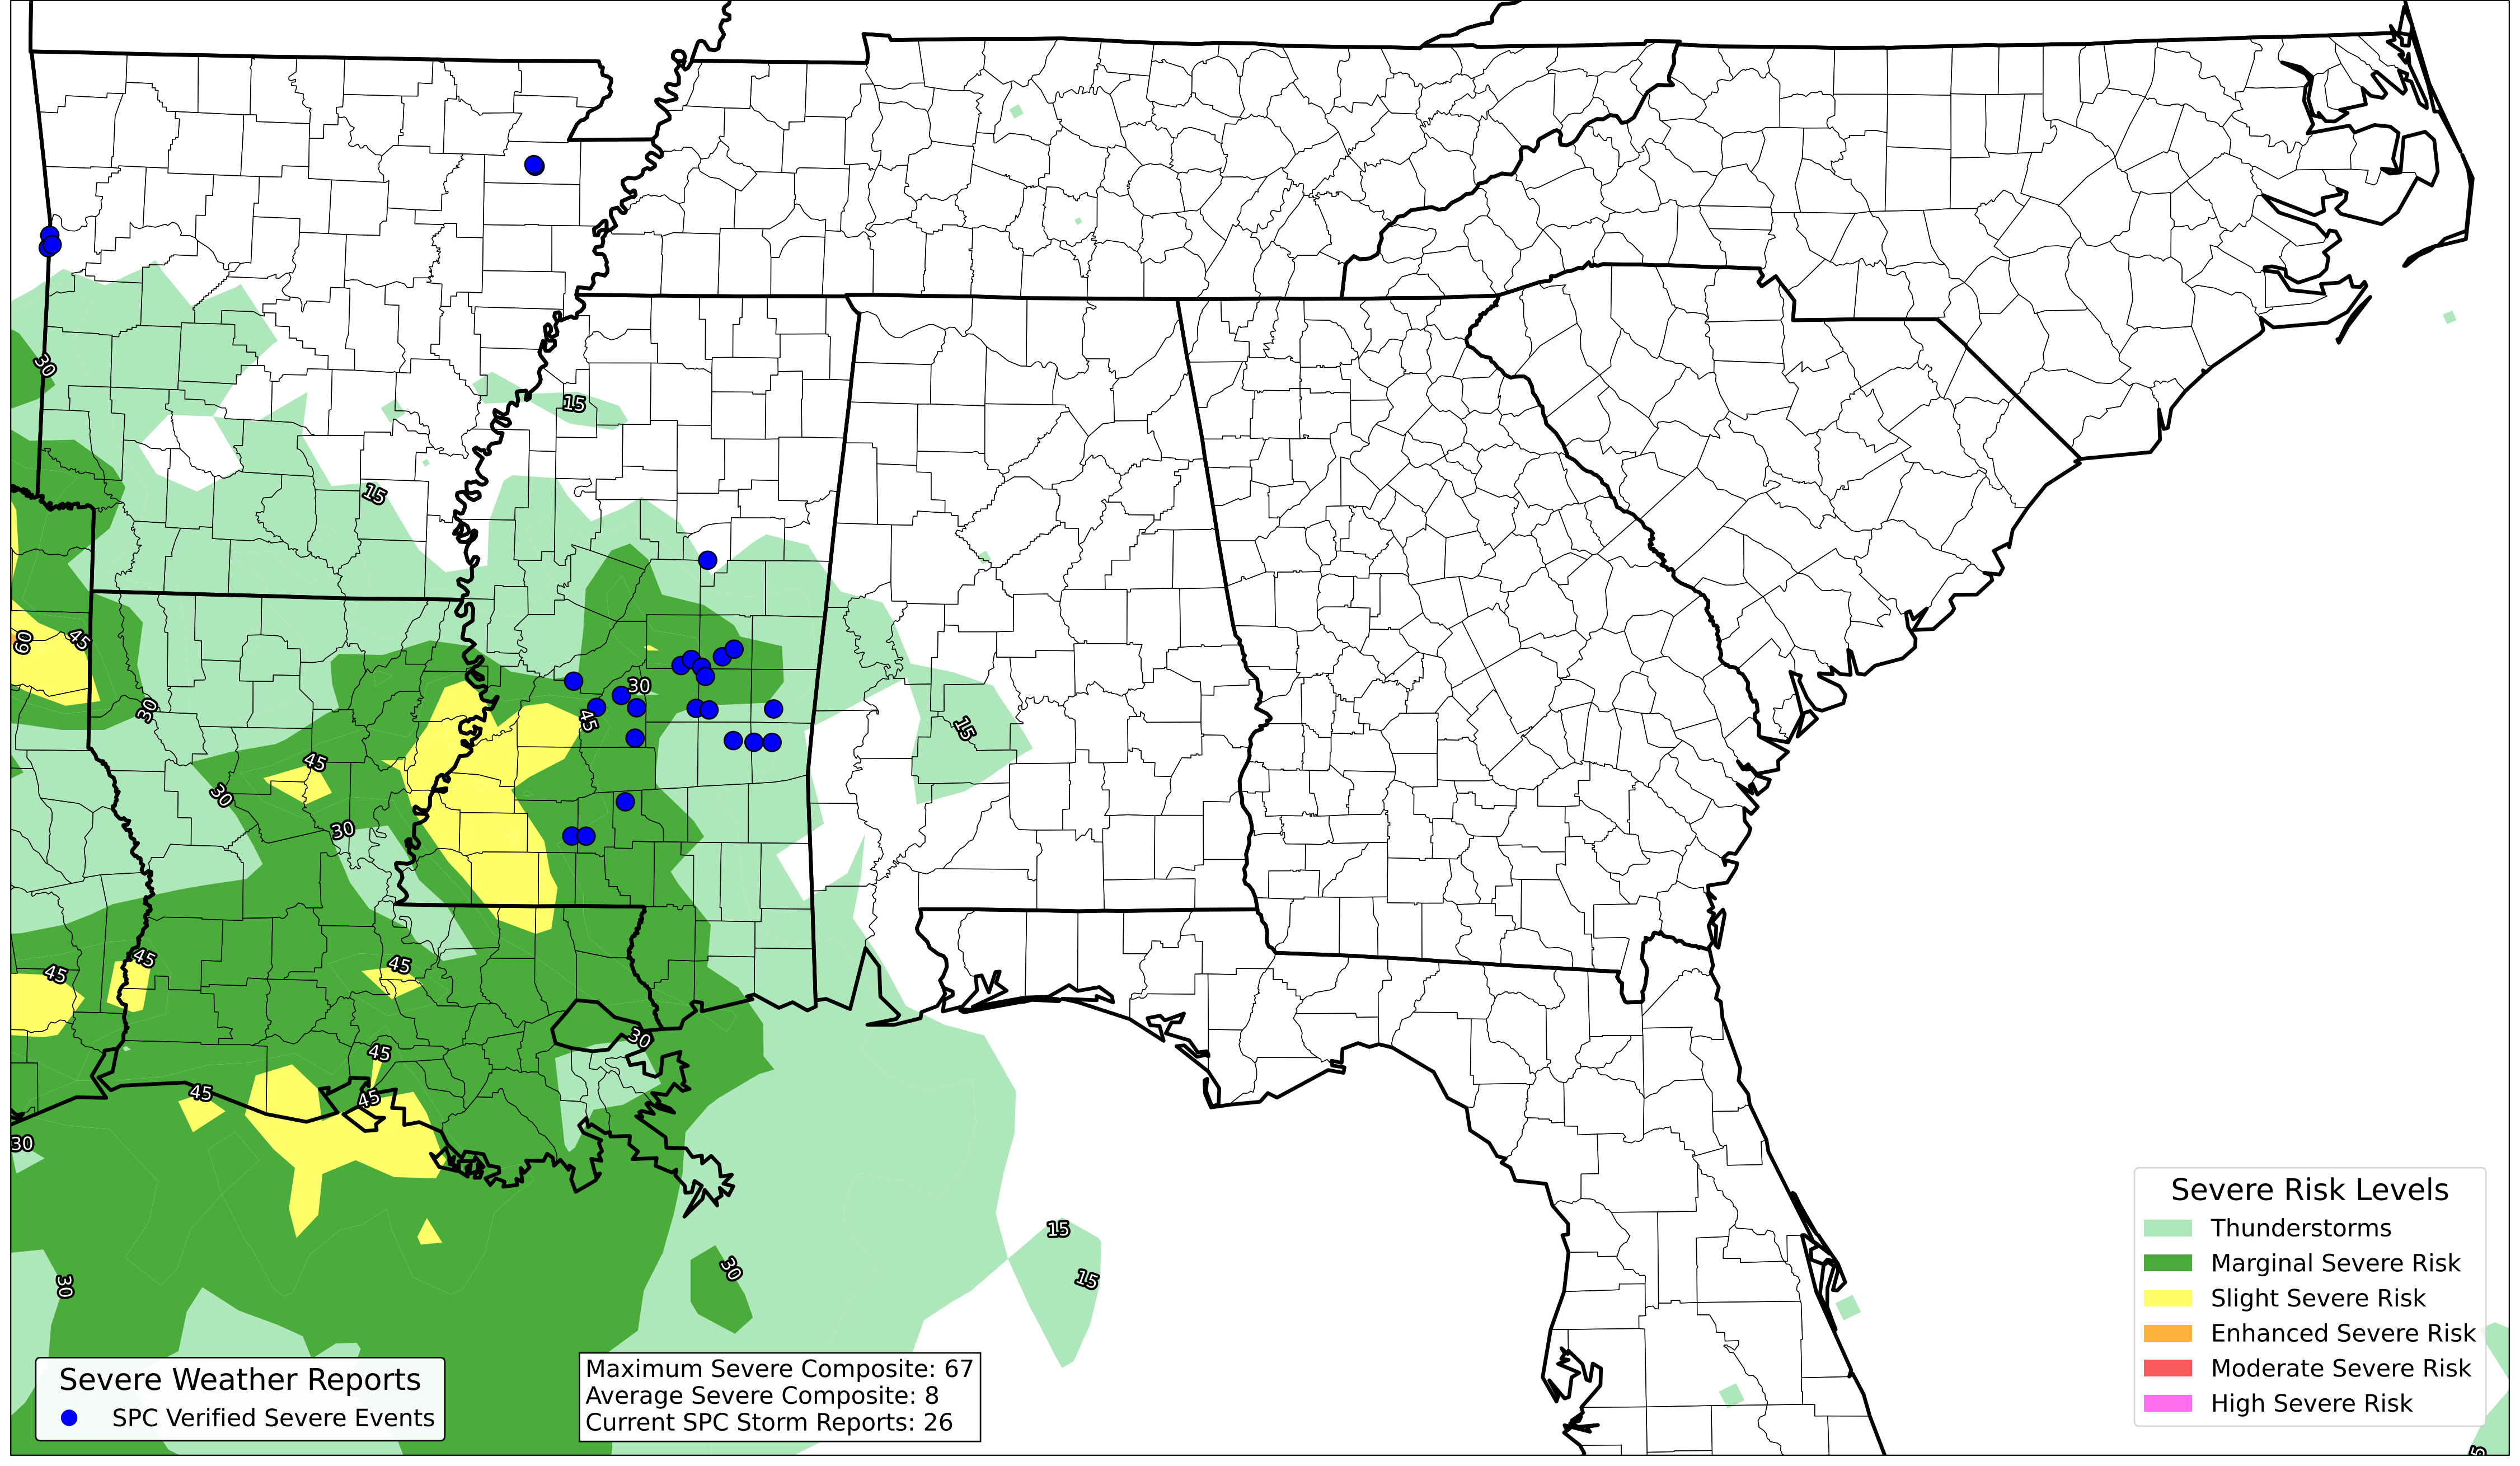 15
30
15
60
45
30
30
45
15
45
30
30
45
45
45
30
45
45
45
30
15
30
15
30
5
Severe Weather Reports
SPC Verified Severe Events
Maximum Severe Composite: 67
Average Severe Composite: 8
Current SPC Storm Reports: 26
Severe Risk Levels
Thunderstorms
Marginal Severe Risk
Slight Severe Risk
Enhanced Severe Risk
Moderate Severe Risk
High Severe Risk